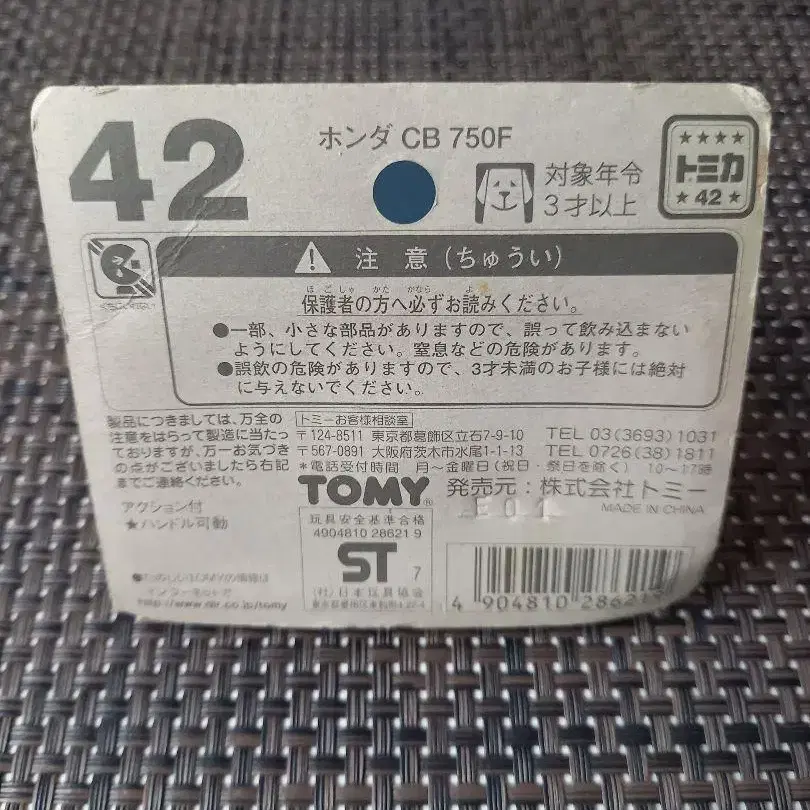 42
ホンダ CB 750F
対象年令
3才以上
★★★★
トミカ
★42★
注意(ちゅうい)
保護者の方へ必ずお読みください。
●一部、小さな部品がありますので、誤って飲み込まない
ようにしてください。窒息などの危険があります。
●誤飲の危険がありますので、3才未満のお子様には絶対
に与えないでください。
製品につきましては、万全の
注意をはらって製造に当たっ
ておりますが、万一お気づき
の点がございましたら右記
までご連絡ください。
アクション付
★ハンドル可動
トミーお客様相談室
〒124-8511 東京都葛飾区立石7-9-10 TEL 03(3693)1031
〒567-0891 大阪府茨木市水尾1-1-13 TEL 0726(38)1811
*電話受付時間 月〜金曜日(祝日・祭日を除く) 10〜17時
TOMY® 発売元:株式会社トミー
E01 MADE IN CHINA
玩具安全基準合格
4904810 28621 9
ST 7
(社)日本玩具協会
インターネットで
4 904810 28621